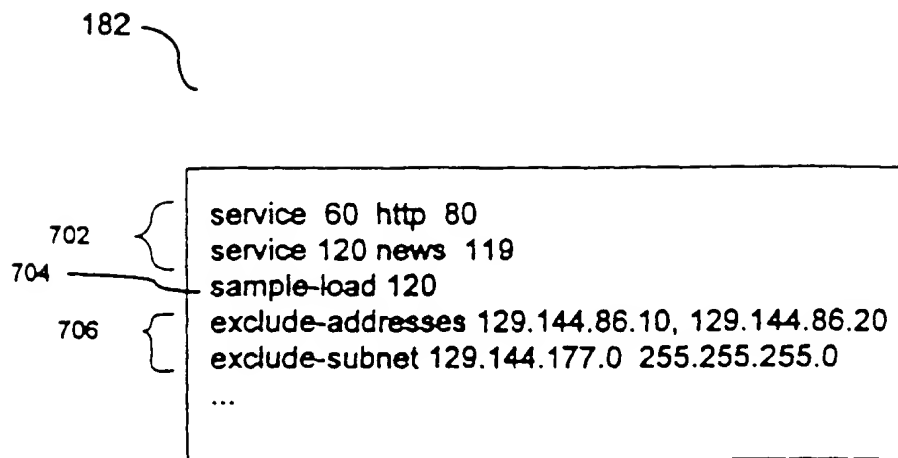 182
702
704
706
service 60 http 80
service 120 news 119
sample-load 120
exclude-addresses 129.144.86.10, 129.144.86.20
exclude-subnet 129.144.177.0 255.255.255.0
...